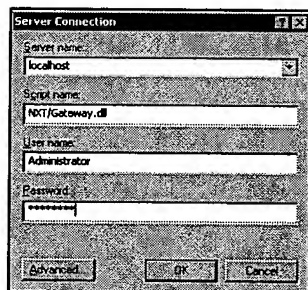 Server Connection
Server name:
localhost
Script name:
NXT/Gateway.dll
User name:
Administrator
Password:
********
Advanced...
OK
Cancel